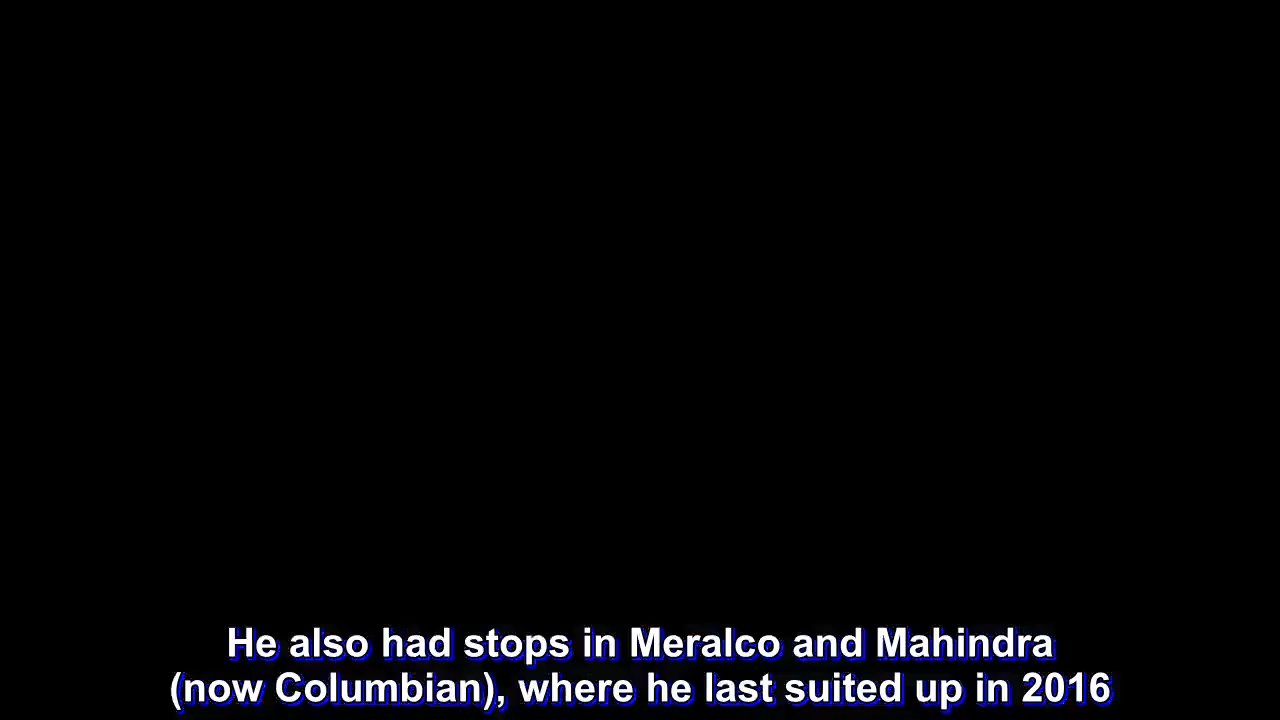 He also had stops in Meralco and Mahindra
(now Columbian), where he last suited up in 2016